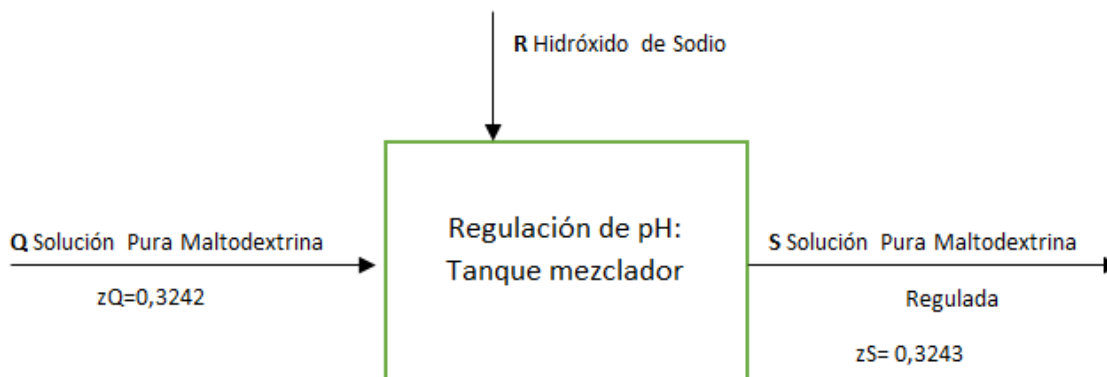 R Hidróxido de Sodio
Regulación de pH:
Tanque mezclador
Q Solución Pura Maltodextrina
zQ=0,3242
S Solución Pura Maltodextrina
Regulada
zS= 0,3243